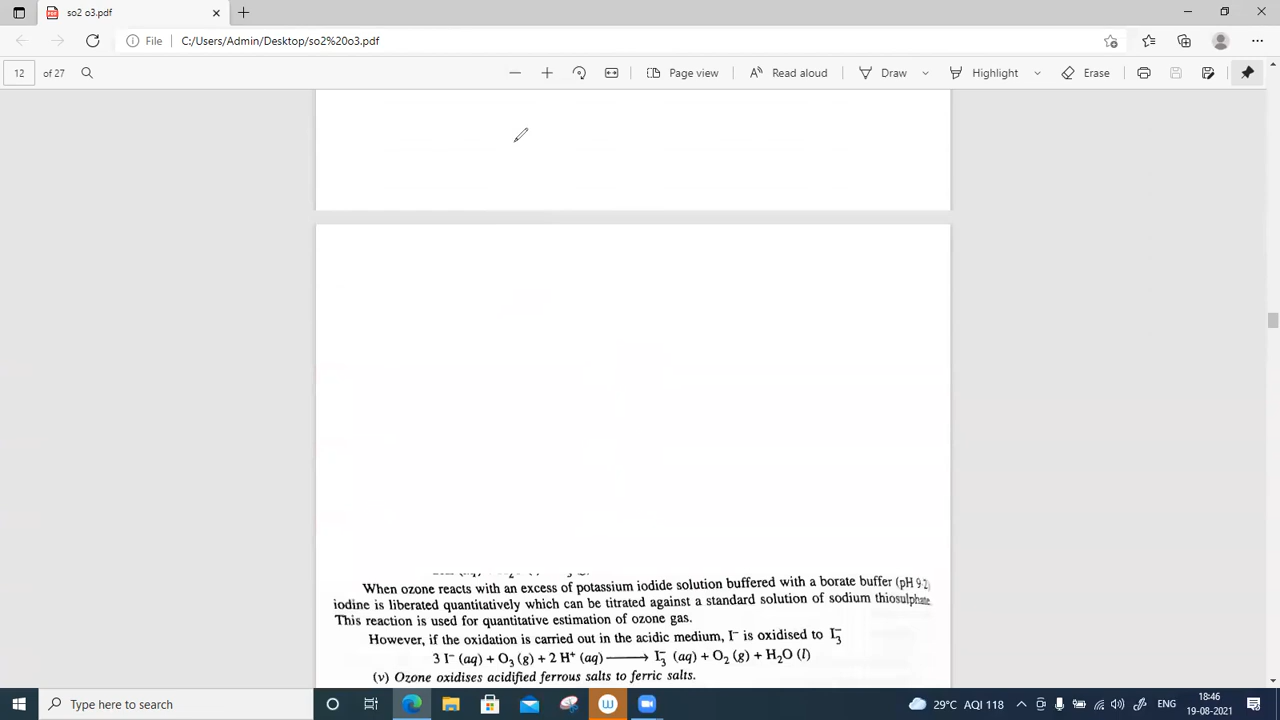 so2 o3.pdf
File
C:/Users/Admin/Desktop/so2%20o3.pdf
12 of 27
Page view
Read aloud
Draw
Highlight
Erase
When ozone reacts with an excess of potassium iodide solution buffered with a borate buffer (pH 9.2)
iodine is liberated quantitatively which can be titrated against a standard solution of sodium thiosulphate.
This reaction is used for quantitative estimation of ozone gas.
However, if the oxidation is carried out in the acidic medium, I⁻ is oxidised to I₃⁻
3 I⁻ (aq) + O₃ (g) + 2 H⁺ (aq) ⟶ I₃⁻ (aq) + O₂ (g) + H₂O (l)
(v) Ozone oxidises acidified ferrous salts to ferric salts.
Type here to search
29°C AQI 118
ENG
18:46
19-08-2021